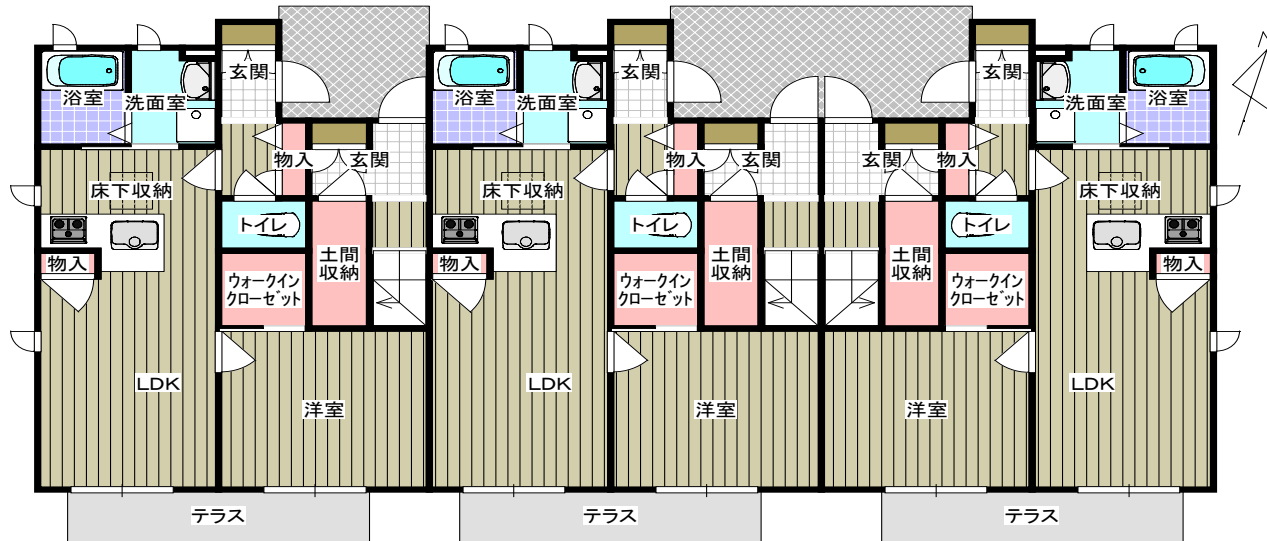 玄関
玄関
玄関
浴室
洗面室
浴室
洗面室
洗面室
浴室
物入
玄関
物入
玄関
玄関
物入
床下収納
床下収納
床下収納
トイレ
トイレ
トイレ
土間
収納
土間
収納
土間
収納
物入
物入
物入
ウォークイン
クローゼット
ウォークイン
クローゼット
ウォークイン
クローゼット
LDK
LDK
LDK
洋室
洋室
洋室
テラス
テラス
テラス